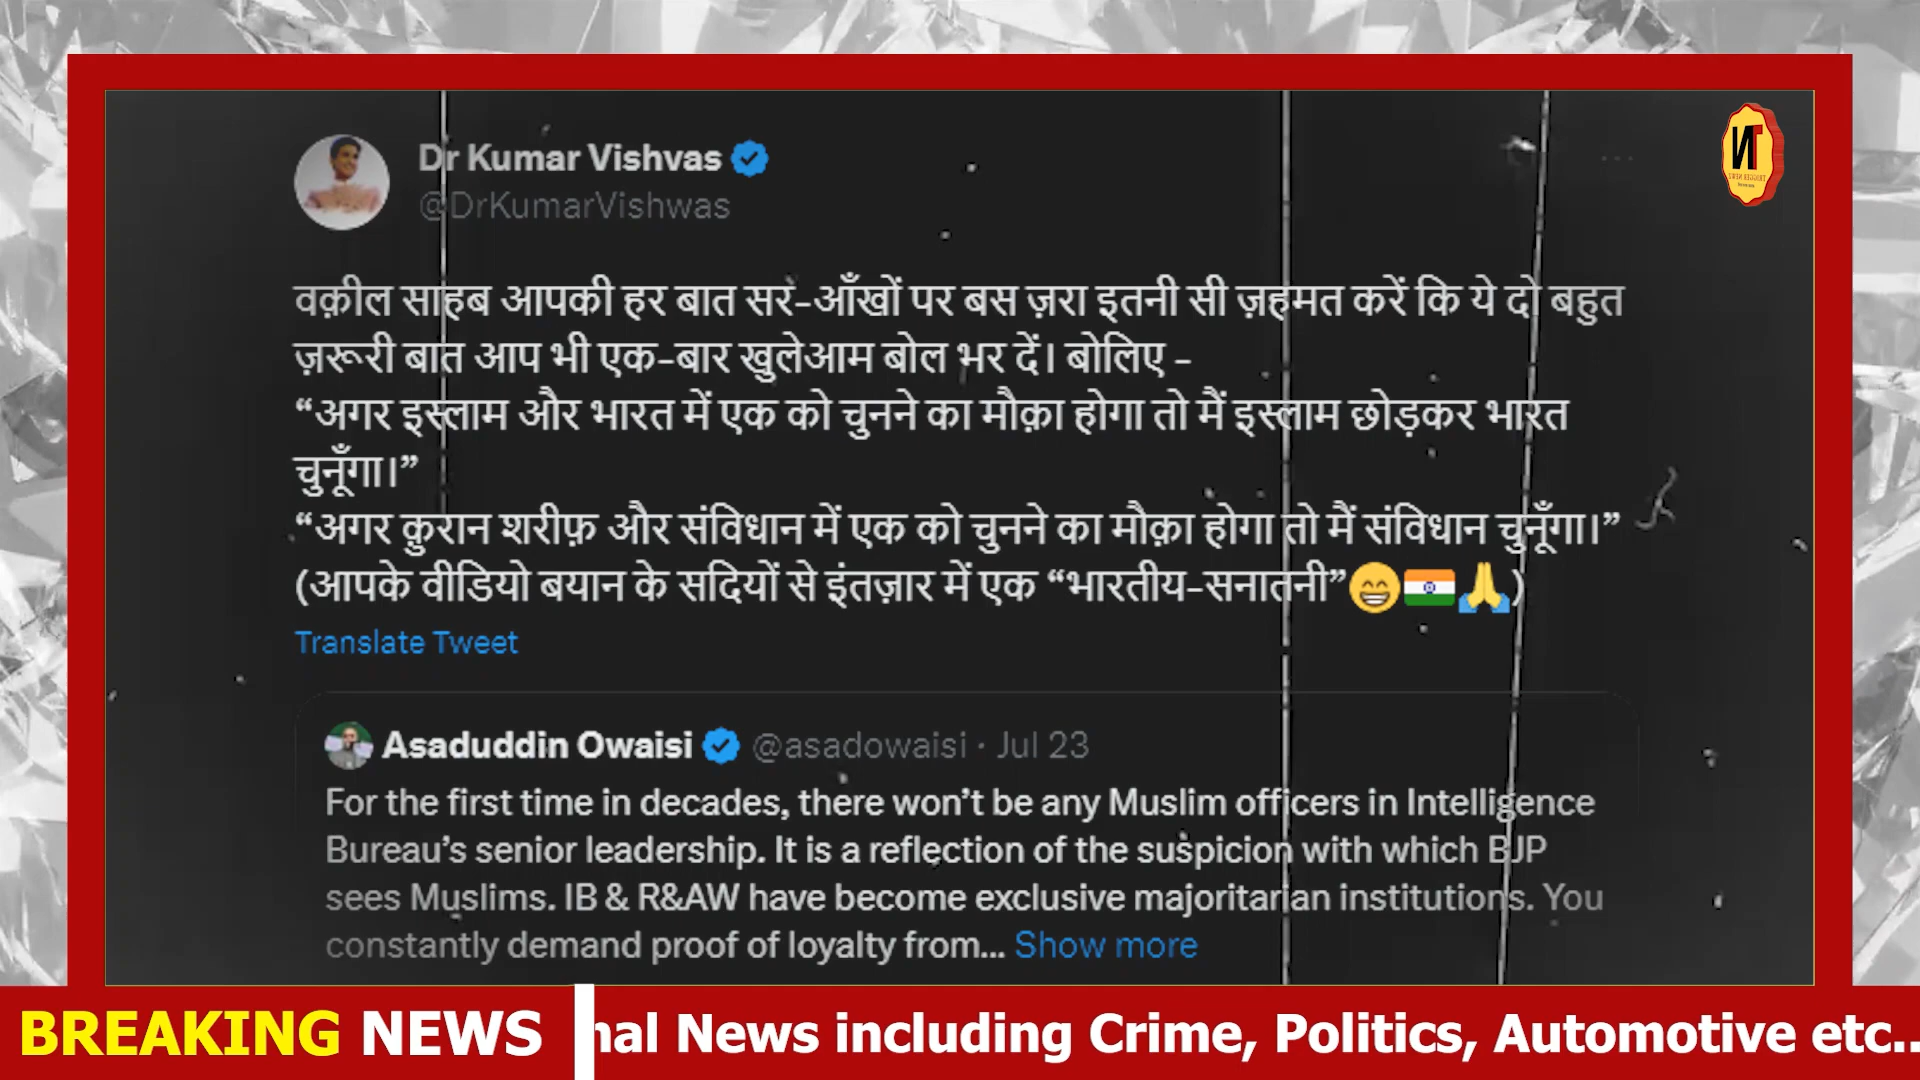 Dr Kumar Vishvas
@DrKumarVishwas
वक़ील साहब आपकी हर बात सरं-आँखों पर बस ज़रा इतनी सी ज़हमत करें कि ये दो बहुत
ज़रूरी बात आप भी एक-बार खुलेआम बोल भर दें। बोलिए -
“अगर इस्लाम और भारत में एक को चुनने का मौक़ा होगा तो मैं इस्लाम छोड़कर भारत
चुनूँगा।”
“अगर क़ुरान शरीफ़ और संविधान में एक को चुनने का मौक़ा होगा तो मैं संविधान चुनूँगा।”
(आपके वीडियो बयान के सदियों से इंतज़ार में एक “भारतीय-सनातनी”😁🇮🇳🙏)
Translate Tweet
Asaduddin Owaisi @asadowaisi · Jul 23
For the first time in decades, there won’t be any Muslim officers in Intelligence
Bureau’s senior leadership. It is a reflection of the suspicion with which BJP
sees Muslims. IB & R&AW have become exclusive majoritarian institutions. You
constantly demand proof of loyalty from... Show more
BREAKING NEWS
nal News including Crime, Politics, Automotive etc..